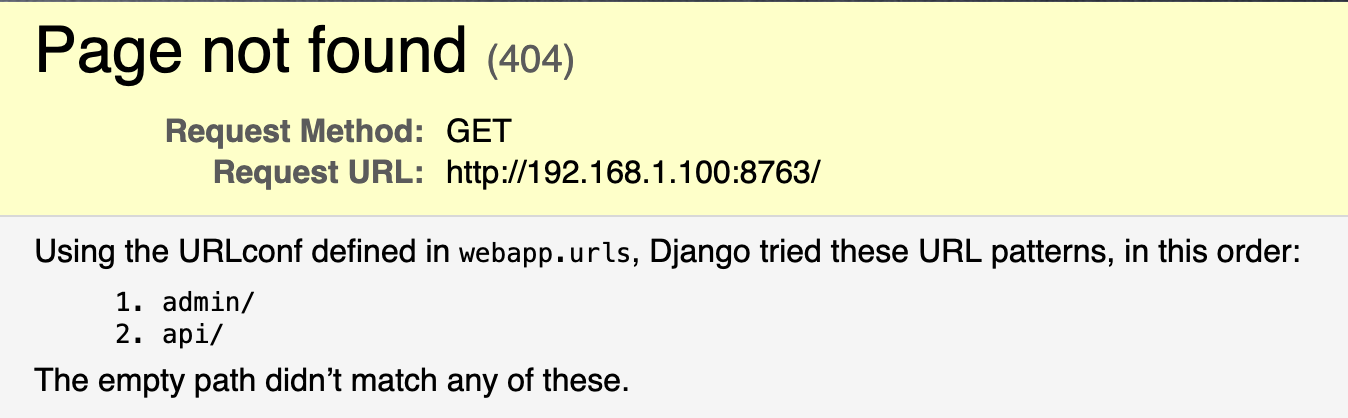 Page not found (404)
Request Method: GET
Request URL: http://192.168.1.100:8763/
Using the URLconf defined in webapp.urls, Django tried these URL patterns, in this order:
1. admin/
2. api/
The empty path didn’t match any of these.